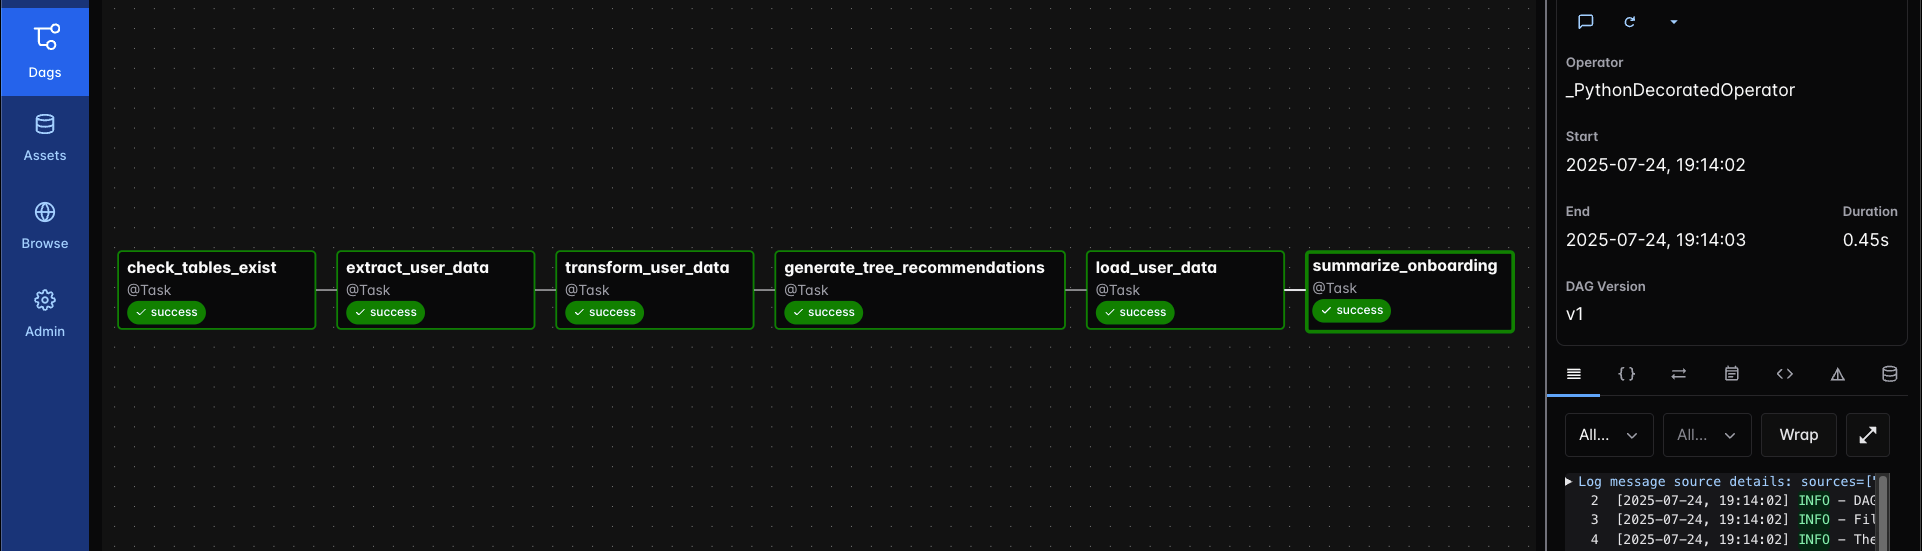 Dags
Assets
Browse
Admin
check_tables_exist
@Task
success
extract_user_data
@Task
success
transform_user_data
@Task
success
generate_tree_recommendations
@Task
success
load_user_data
@Task
success
summarize_onboarding
@Task
success
Operator
_PythonDecoratedOperator
Start
2025-07-24, 19:14:02
End
Duration
2025-07-24, 19:14:03
0.45s
DAG Version
v1
All...
All...
Wrap
Log message source details: sources=["
2 [2025-07-24, 19:14:02] INFO - DAG
3 [2025-07-24, 19:14:02] INFO - Fil
4 [2025-07-24, 19:14:02] INFO - The